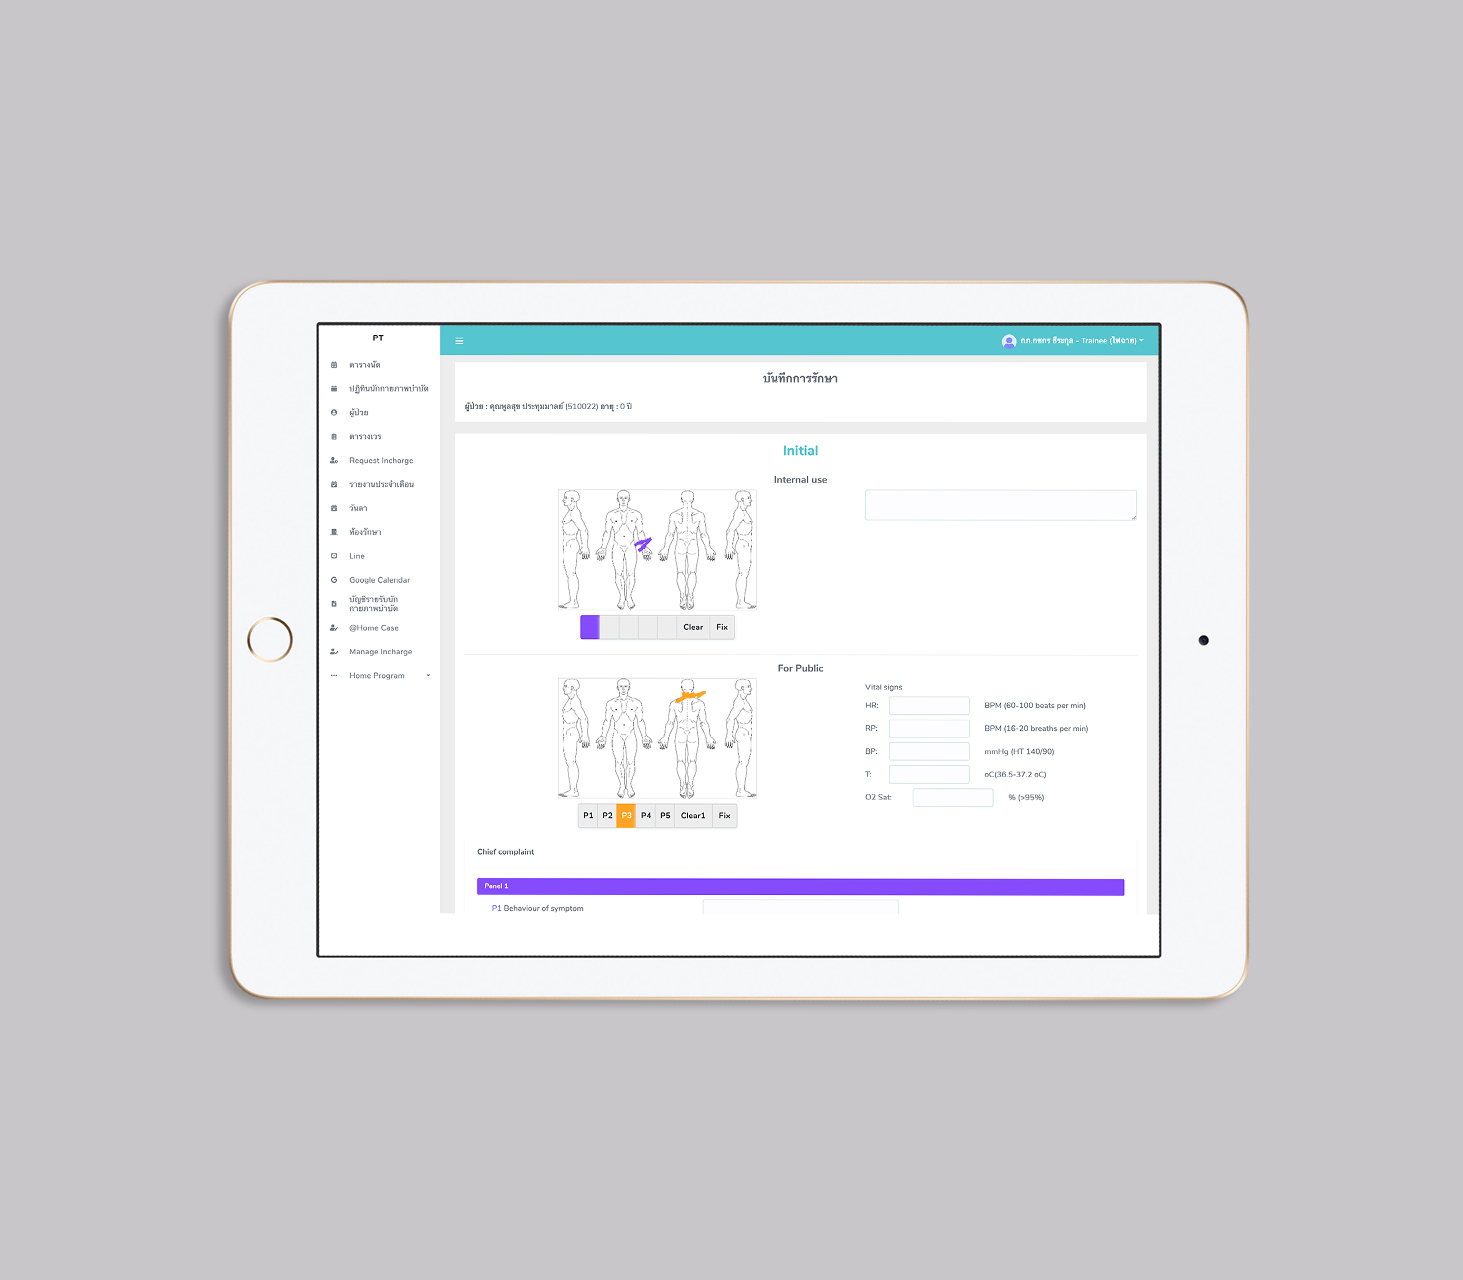 PT
ตารางนัด
ปฏิทินนักกายภาพบำบัด
ผู้ป่วย
ตารางเวร
Request Incharge
รายงานประจำเดือน
วันลา
ห้องรักษา
Line
Google Calendar
บัญชีรายรับนัก
กายภาพบำบัด
@Home Case
Manage Incharge
Home Program
กภ.กชกร ธีระกุล - Trainee (ไฟฉาย)
บันทึกการรักษา
ผู้ป่วย : คุณพูลสุข ประทุมมาลย์ (510022) อายุ : 0 ปี
Initial
Internal use
Clear Fix
For Public
P1 P2 P3 P4 P5 Clear1 Fix
Vital signs
HR: BPM (60-100 beats per min)
RP: BPM (16-20 breaths per min)
BP: mmHg (HT 140/90)
T: oC(36.5-37.2 oC)
O2 Sat: % (>95%)
Chief complaint
Panel 1
P1 Behaviour of symptom